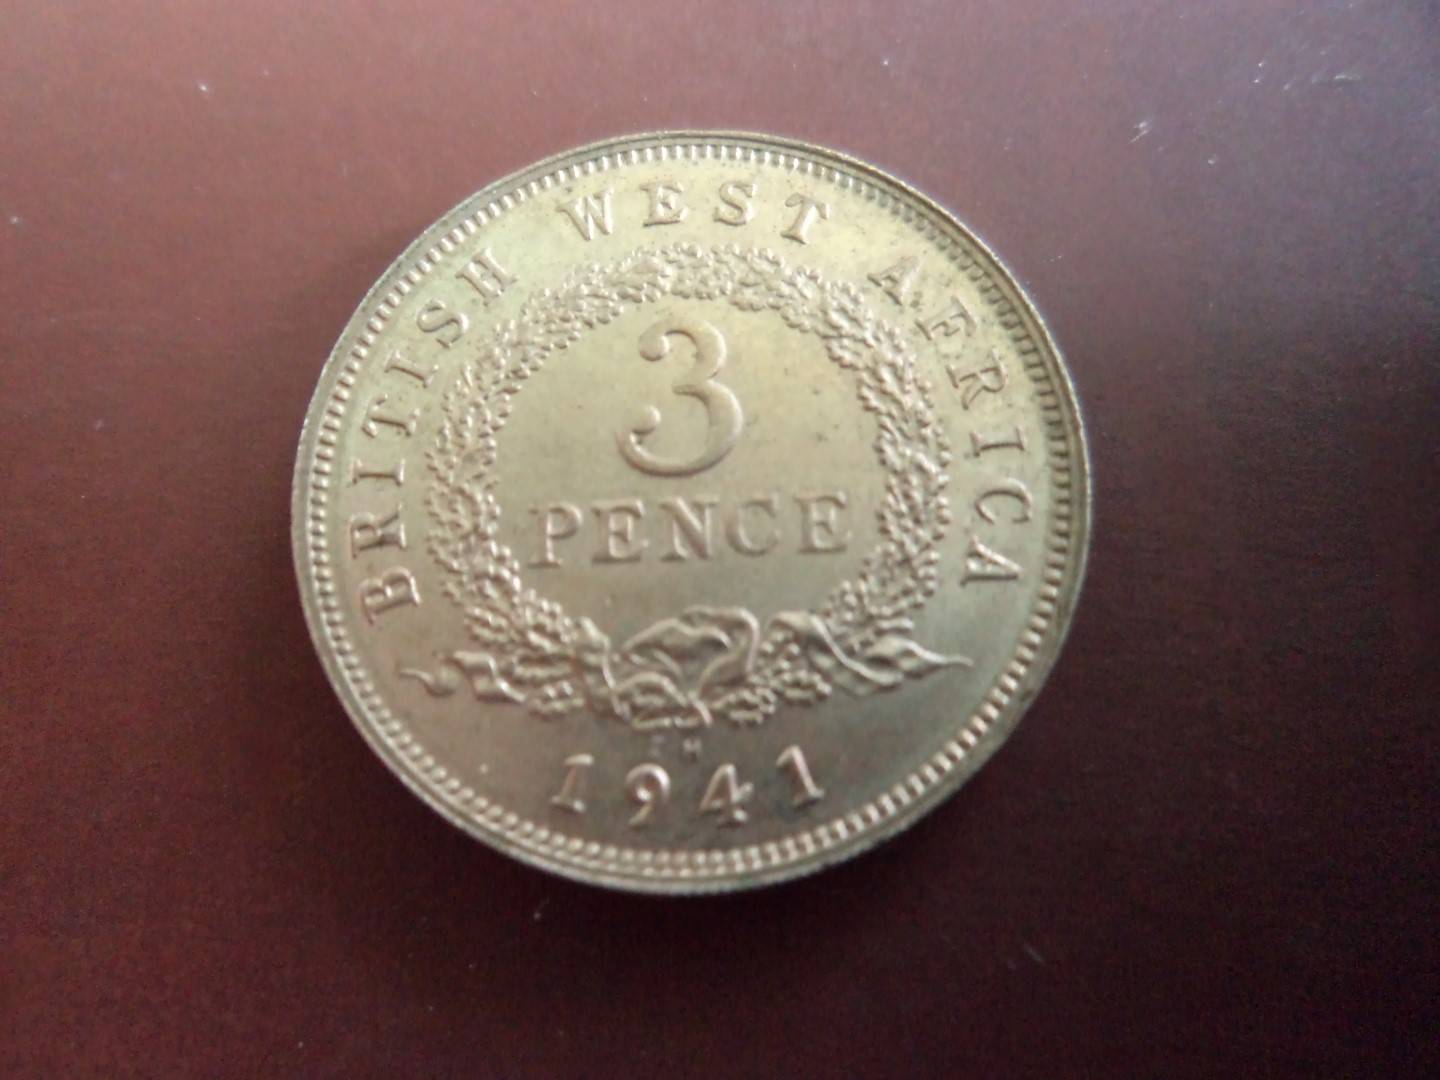 BRITISH WEST AFRICA
3
PENCE
1941